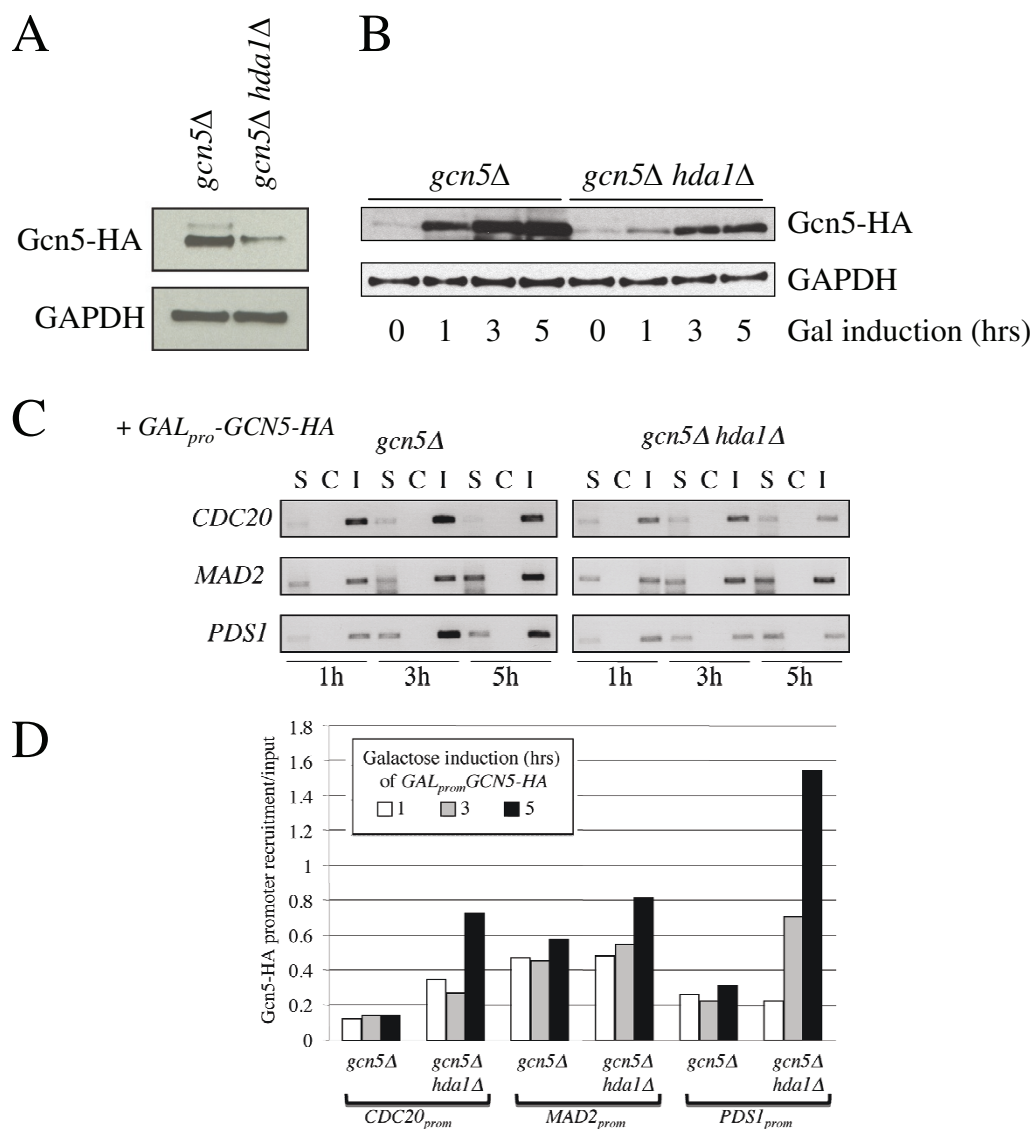 A
gcn5Δ
gcn5Δ hda1Δ
Gcn5-HA
GAPDH
B
gcn5Δ gcn5Δ hda1Δ
Gcn5-HA
GAPDH
0 1 3 5 0 1 3 5 Gal induction (hrs)
C
+ GALpro-GCN5-HA
gcn5Δ gcn5Δ hda1Δ
S C I S C I S C I S C I S C I S C I
CDC20
MAD2
PDS1
1h 3h 5h 1h 3h 5h
D
Gcn5-HA promoter recruitment/input
1.8
1.6
1.4
1.2
1
0.8
0.6
0.4
0.2
0
Galactose induction (hrs)
of GALpromGCN5-HA
1 3 5
gcn5Δ gcn5Δ gcn5Δ gcn5Δ gcn5Δ gcn5Δ
hda1Δ hda1Δ hda1Δ
CDC20prom MAD2prom PDS1prom